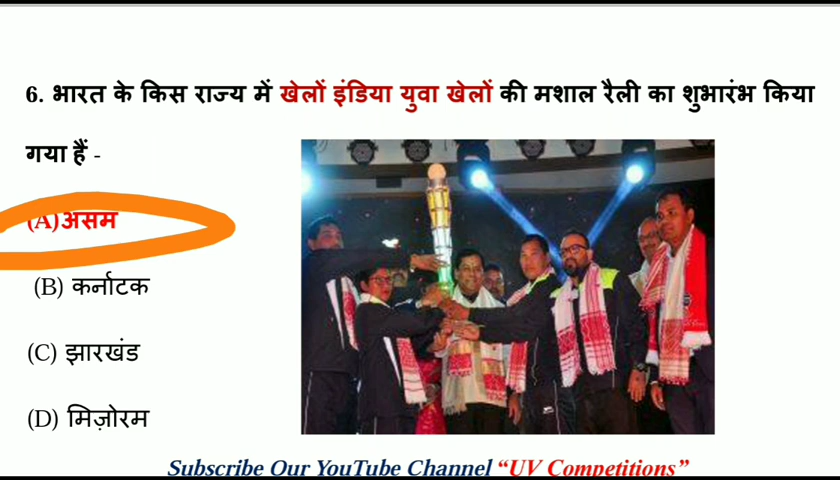 6. भारत के किस राज्य में खेलों इंडिया युवा खेलों की मशाल रैली का शुभारंभ किया
गया हैं -
(A)असम
(B) कर्नाटक
(C) झारखंड
(D) मिज़ोरम
Subscribe Our YouTube Channel “UV Competitions”